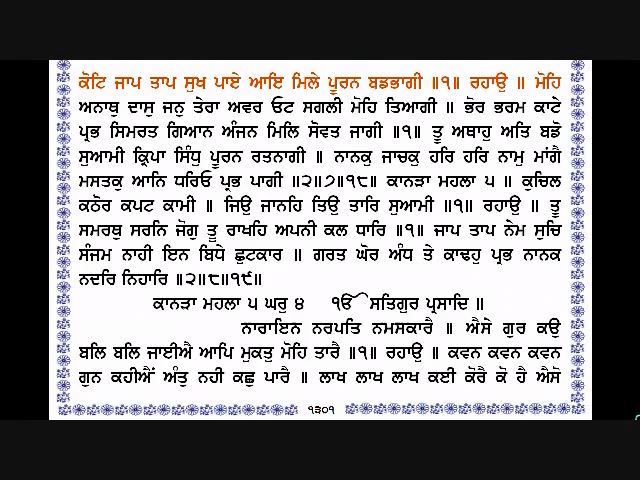 ਕੋਟਿ ਜਾਪ ਤਾਪ ਸੁਖ ਪਾਏ ਆਇ ਮਿਲੇ ਪੂਰਨ ਬਡਭਾਗੀ ॥੧॥ ਰਹਾਉ ॥ ਮੋਹਿ
ਅਨਾਥੁ ਦਾਸੁ ਜਨੁ ਤੇਰਾ ਅਵਰ ਓਟ ਸਗਲੀ ਮੋਹਿ ਤਿਆਗੀ ॥ ਭੋਰ ਭਰਮ ਕਾਟੇ
ਪ੍ਰਭ ਸਿਮਰਤ ਗਿਆਨ ਅੰਜਨ ਮਿਲਿ ਸੋਵਤ ਜਾਗੀ ॥੧॥ ਤੂ ਅਥਾਹੁ ਅਤਿ ਬਡੋ
ਸੁਆਮੀ ਕ੍ਰਿਪਾ ਸਿੰਧੁ ਪੂਰਨ ਰਤਨਾਗੀ ॥ ਨਾਨਕੁ ਜਾਚਕੁ ਹਰਿ ਹਰਿ ਨਾਮੁ ਮਾਂਗੈ
ਮਸਤਕੁ ਆਨਿ ਧਰਿਓ ਪ੍ਰਭ ਪਾਗੀ ॥੨॥੭॥੧੮॥ ਕਾਨੜਾ ਮਹਲਾ ੫ ॥ ਕੁਚਿਲ
ਕਠੋਰ ਕਪਟ ਕਾਮੀ ॥ ਜਿਉ ਜਾਨਹਿ ਤਿਉ ਤਾਰਿ ਸੁਆਮੀ ॥੧॥ ਰਹਾਉ ॥ ਤੂ
ਸਮਰਥੁ ਸਰਨਿ ਜੋਗੁ ਤੂ ਰਾਖਹਿ ਅਪਨੀ ਕਲ ਧਾਰਿ ॥੧॥ ਜਾਪ ਤਾਪ ਨੇਮ ਸੁਚਿ
ਸੰਜਮ ਨਾਹੀ ਇਨ ਬਿਧੇ ਛੁਟਕਾਰ ॥ ਗਰਤ ਘੋਰ ਅੰਧ ਤੇ ਕਾਢਹੁ ਪ੍ਰਭ ਨਾਨਕ
ਨਦਰਿ ਨਿਹਾਰਿ ॥੨॥੮॥੧੯॥
ਕਾਨੜਾ ਮਹਲਾ ੫ ਘਰੁ ੪ ੴ ਸਤਿਗੁਰ ਪ੍ਰਸਾਦਿ ॥
ਨਾਰਾਇਨ ਨਰਪਤਿ ਨਮਸਕਾਰੈ ॥ ਐਸੇ ਗੁਰ ਕਉ
ਬਲਿ ਬਲਿ ਜਾਈਐ ਆਪਿ ਮੁਕਤੁ ਮੋਹਿ ਤਾਰੈ ॥੧॥ ਰਹਾਉ ॥ ਕਵਨ ਕਵਨ ਕਵਨ
ਗੁਨ ਕਹੀਐ ਅੰਤੁ ਨਹੀ ਕਛੁ ਪਾਰੈ ॥ ਲਾਖ ਲਾਖ ਲਾਖ ਕਈ ਕੋਰੈ ਕੋ ਹੈ ਐਸੋ
੧੩੦੧